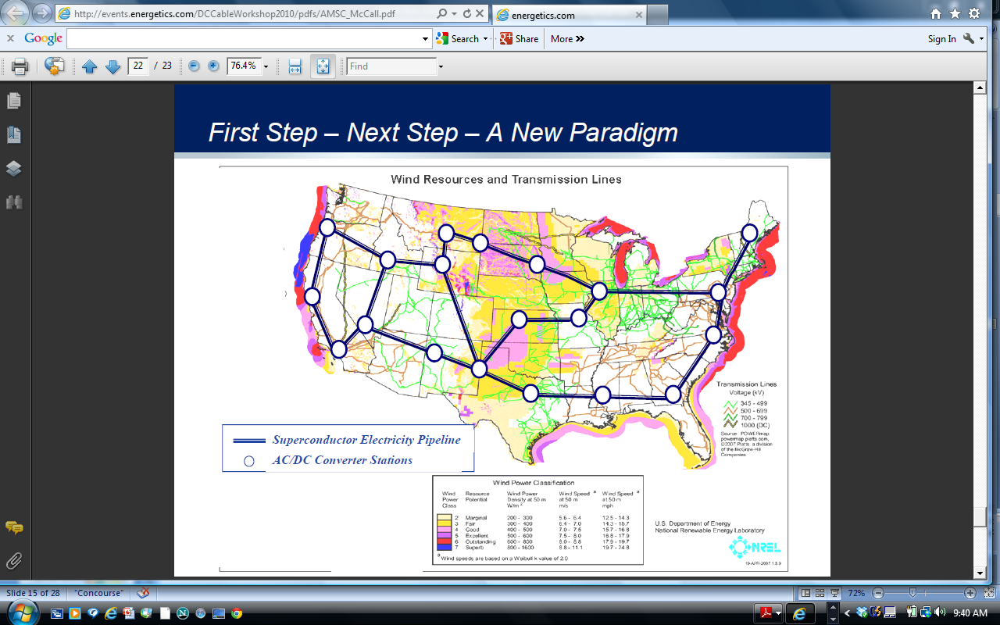 http://events.energetics.com/DCCableWorkshop2010/pdfs/AMSC_McCall.pdf
energetics.com
x Google
Search
Share
More »
Sign In
22 / 23
76.4%
Find
First Step – Next Step – A New Paradigm
Wind Resources and Transmission Lines
Transmission Lines
Voltage (kV)
345 - 499
500 - 699
700 - 799
1000 (DC)
Source: POWERmap,
powermap.platts.com,
©2007 Platts, a division
of the McGraw-Hill
Companies
Superconductor Electricity Pipeline
AC/DC Converter Stations
Wind Power Classification
Wind Power Class
Resource Potential
Wind Power Density at 50 m W/m²
Wind Speed a at 50 m m/s
Wind Speed a at 50 m mph
2 Marginal 200 - 300 5.6 - 6.4 12.5 - 14.3
3 Fair 300 - 400 6.4 - 7.0 14.3 - 15.7
4 Good 400 - 500 7.0 - 7.5 15.7 - 16.8
5 Excellent 500 - 600 7.5 - 8.0 16.8 - 17.9
6 Outstanding 600 - 800 8.0 - 8.8 17.9 - 19.7
7 Superb 800 - 1600 8.8 - 11.1 19.7 - 24.8
a Wind speeds are based on a Weibull k value of 2.0
U.S. Department of Energy
National Renewable Energy Laboratory
NREL
19-APR-2007 1.5.9
Slide 15 of 28
"Concourse"
72%
9:40 AM